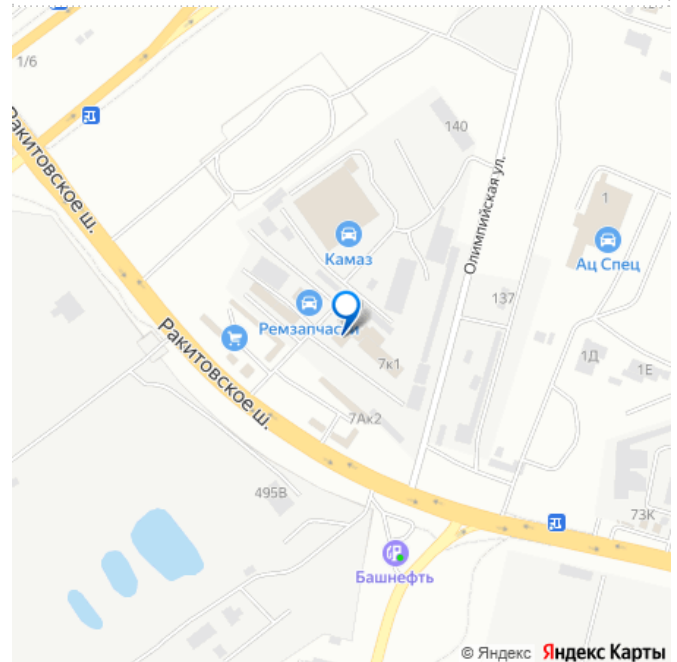 1/6
Ракитовское ш.
140
Олимпийская ул.
1
Камаз
Ац Спец
137
Ремзапчасти
Ракитовское ш.
7к1
1Д
1Е
7Ак2
495В
73К
Башнефть
© Яндекс Яндекс Карты